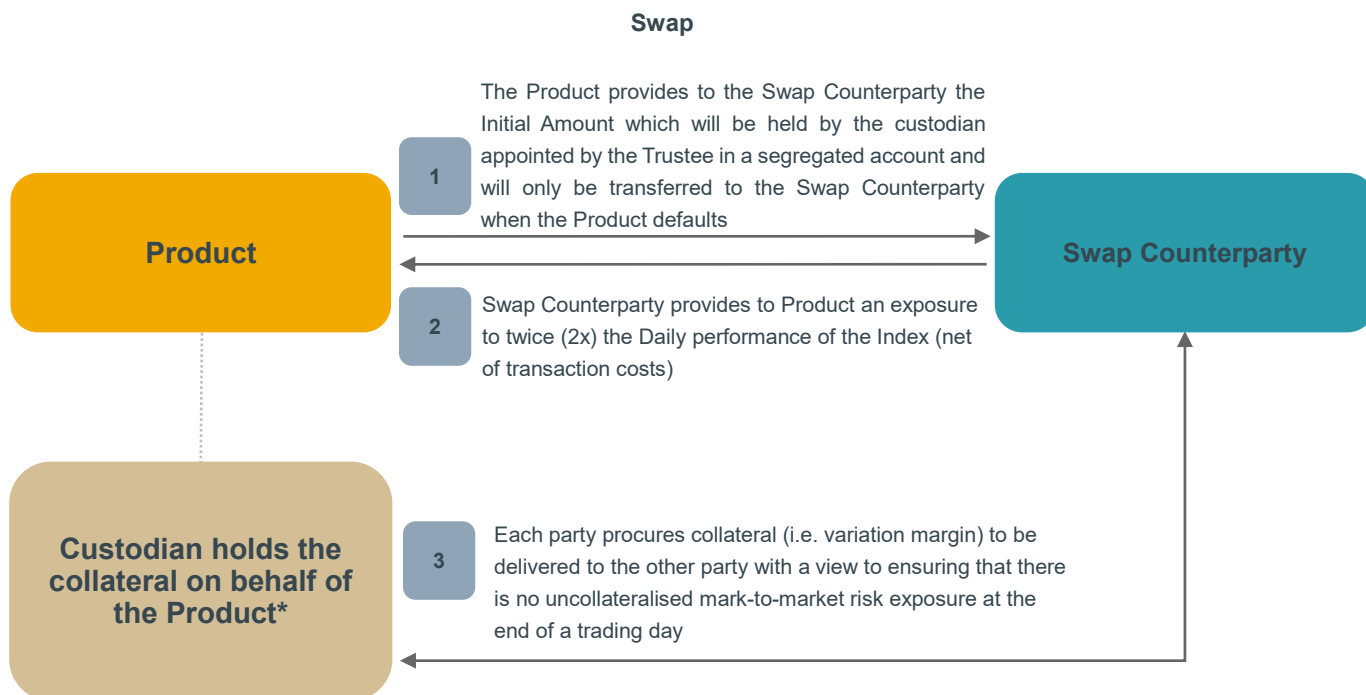 Swap
The Product provides to the Swap Counterparty the
Initial Amount which will be held by the custodian
appointed by the Trustee in a segregated account and
will only be transferred to the Swap Counterparty
when the Product defaults
1
Product
Swap Counterparty
2
Swap Counterparty provides to Product an exposure
to twice (2x) the Daily performance of the Index (net
of transaction costs)
Custodian holds the
collateral on behalf of
the Product*
3
Each party procures collateral (i.e. variation margin) to be
delivered to the other party with a view to ensuring that there
is no uncollateralised mark-to-market risk exposure at the
end of a trading day